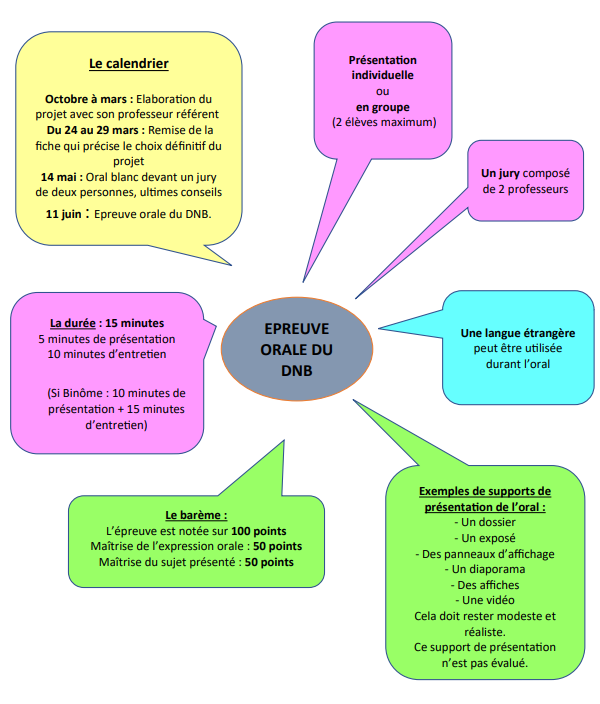 Le calendrier
Octobre à mars : Elaboration du
projet avec son professeur référent
Du 24 au 29 mars : Remise de la
fiche qui précise le choix définitif du
projet
14 mai : Oral blanc devant un jury
de deux personnes, ultimes conseils
11 juin : Epreuve orale du DNB.
Présentation
individuelle
ou
en groupe
(2 élèves maximum)
Un jury composé
de 2 professeurs
La durée : 15 minutes
5 minutes de présentation
10 minutes d'entretien
(Si Binôme : 10 minutes de
présentation + 15 minutes
d'entretien)
EPREUVE
ORALE DU
DNB
Une langue étrangère
peut être utilisée
durant l'oral
Le barème :
L'épreuve est notée sur 100 points
Maîtrise de l'expression orale : 50 points
Maîtrise du sujet présenté : 50 points
Exemples de supports de
présentation de l'oral :
- Un dossier
- Un exposé
- Des panneaux d'affichage
- Un diaporama
- Des affiches
- Une vidéo
Cela doit rester modeste et
réaliste.
Ce support de présentation
n'est pas évalué.